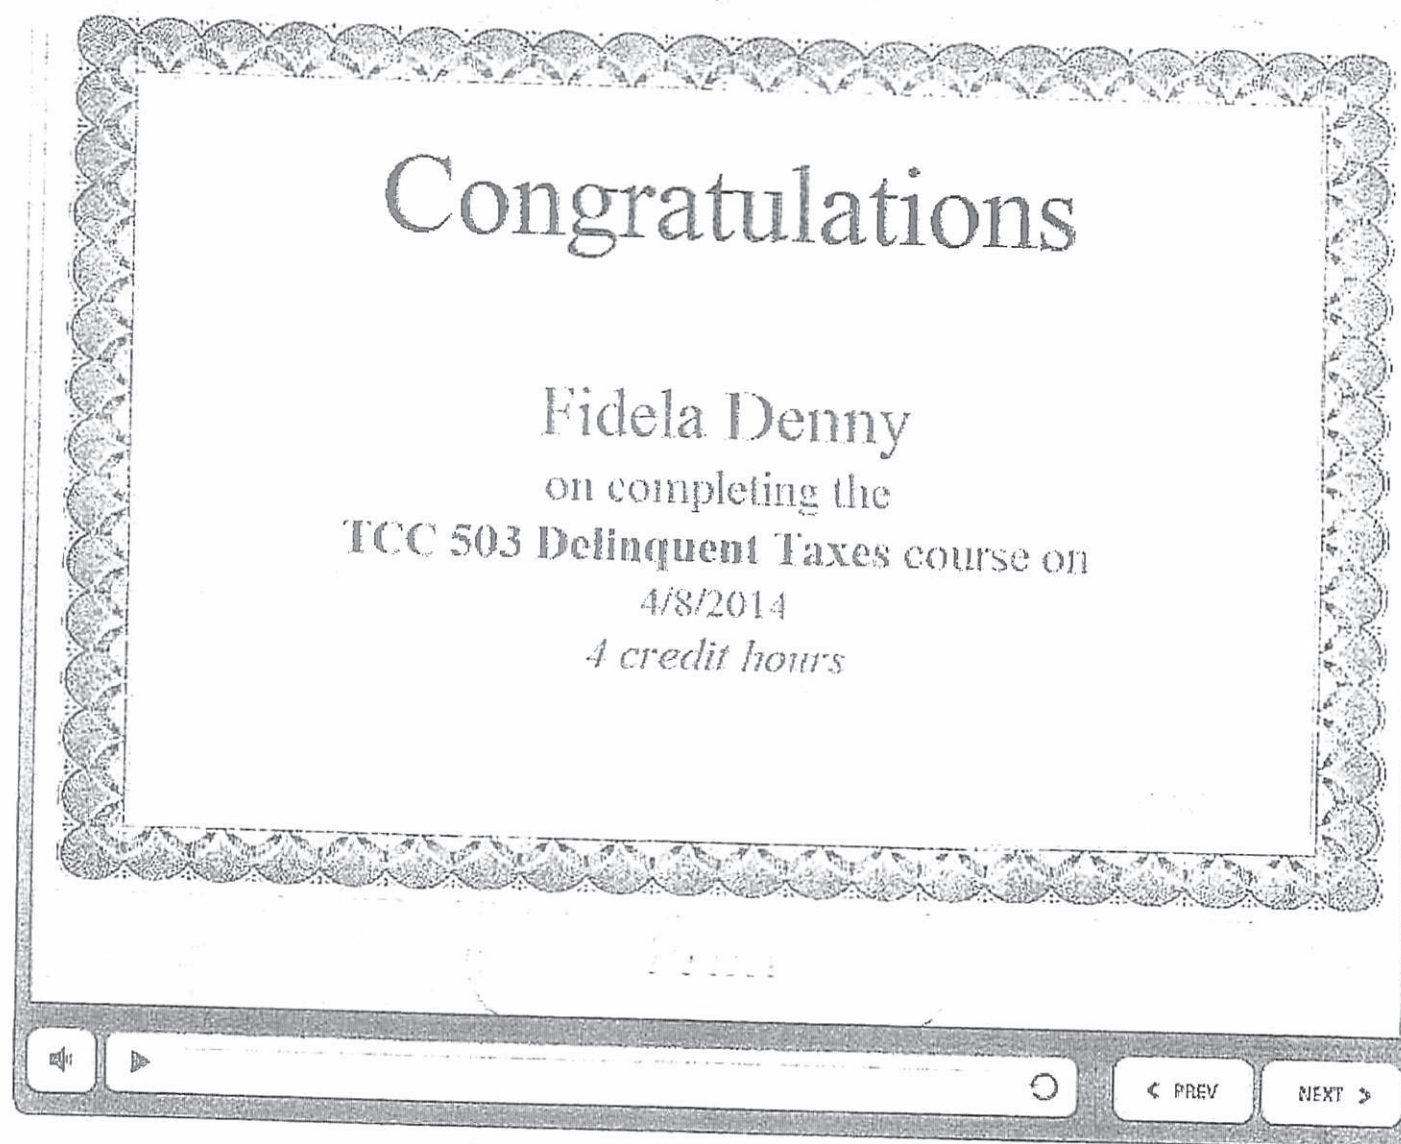 Congratulations
Fidela Denny
on completing the
TCC 503 Delinquent Taxes course on
4/8/2014
4 credit hours
< PREV
NEXT >